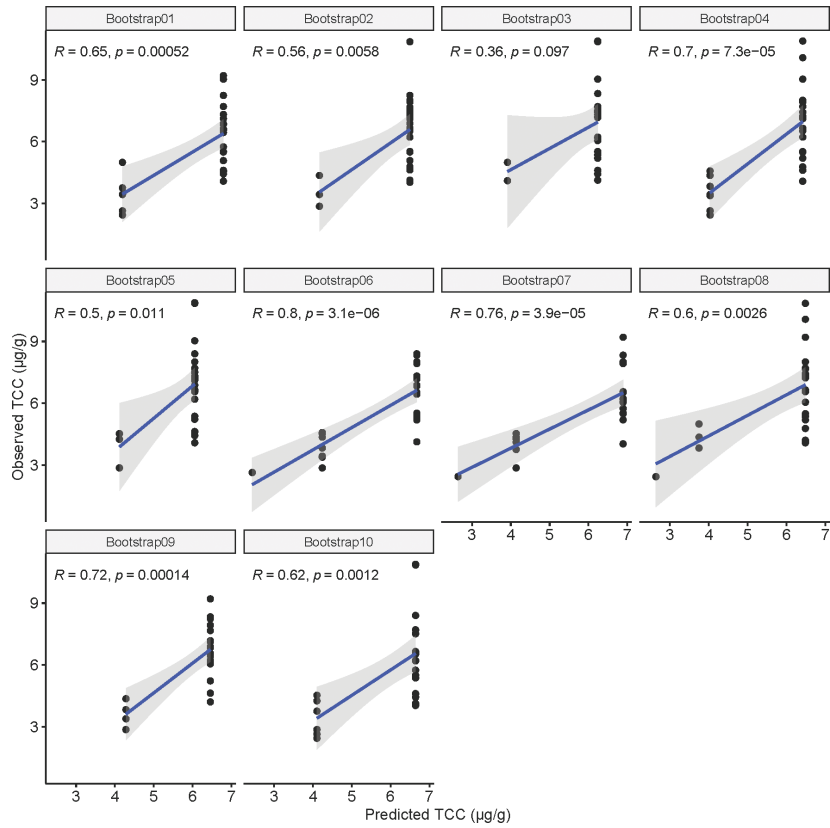 Bootstrap01 Bootstrap02 Bootstrap03 Bootstrap04
R = 0.65, p = 0.00052 R = 0.56, p = 0.0058 R = 0.36, p = 0.097 R = 0.7, p = 7.3e−05
9
6
3
Bootstrap05 Bootstrap06 Bootstrap07 Bootstrap08
R = 0.5, p = 0.011 R = 0.8, p = 3.1e−06 R = 0.76, p = 3.9e−05 R = 0.6, p = 0.0026
9
6
3
Observed TCC (µg/g)
3 4 5 6 7 3 4 5 6 7
Bootstrap09 Bootstrap10
R = 0.72, p = 0.00014 R = 0.62, p = 0.0012
9
6
3
3 4 5 6 7 3 4 5 6 7
Predicted TCC (µg/g)